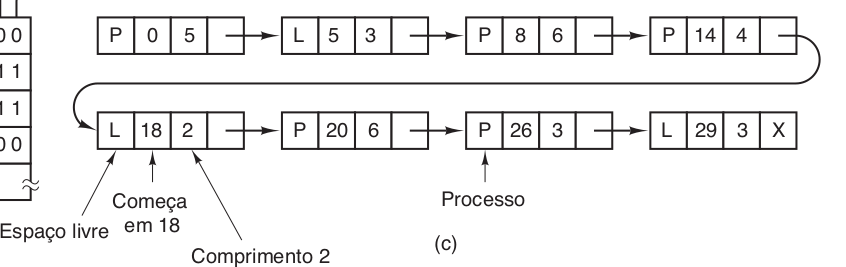 0 0
1 1
1 1
0 0
P 0 5
L 5 3
P 8 6
P 14 4
L 18 2
P 20 6
P 26 3
L 29 3 X
Espaço livre
Começa
em 18
Comprimento 2
Processo
(c)